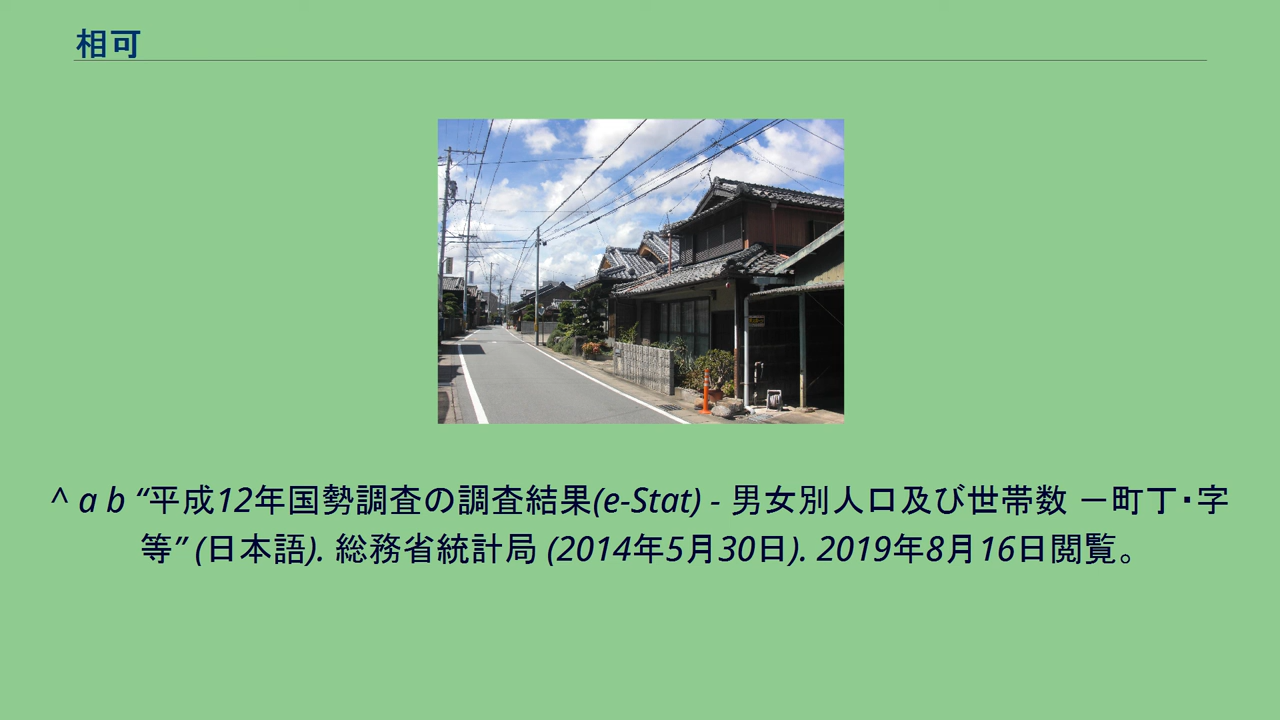 相可
^ a b “平成12年国勢調査の調査結果(e-Stat) - 男女別人口及び世帯数 －町丁・字
等” (日本語). 総務省統計局 (2014年5月30日). 2019年8月16日閲覧。